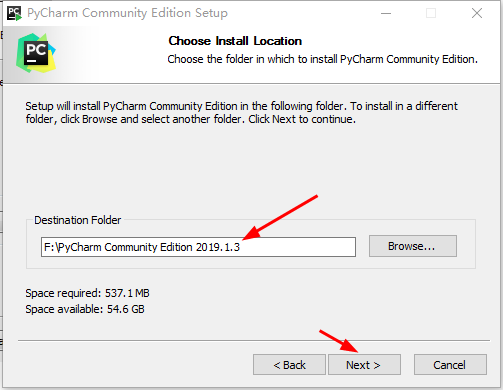 PyCharm Community Edition Setup
PC
Choose Install Location
Choose the folder in which to install PyCharm Community Edition.
Setup will install PyCharm Community Edition in the following folder. To install in a different
folder, click Browse and select another folder. Click Next to continue.
Destination Folder
F:\PyCharm Community Edition 2019.1.3
Browse...
Space required: 537.1 MB
Space available: 54.6 GB
< Back
Next >
Cancel